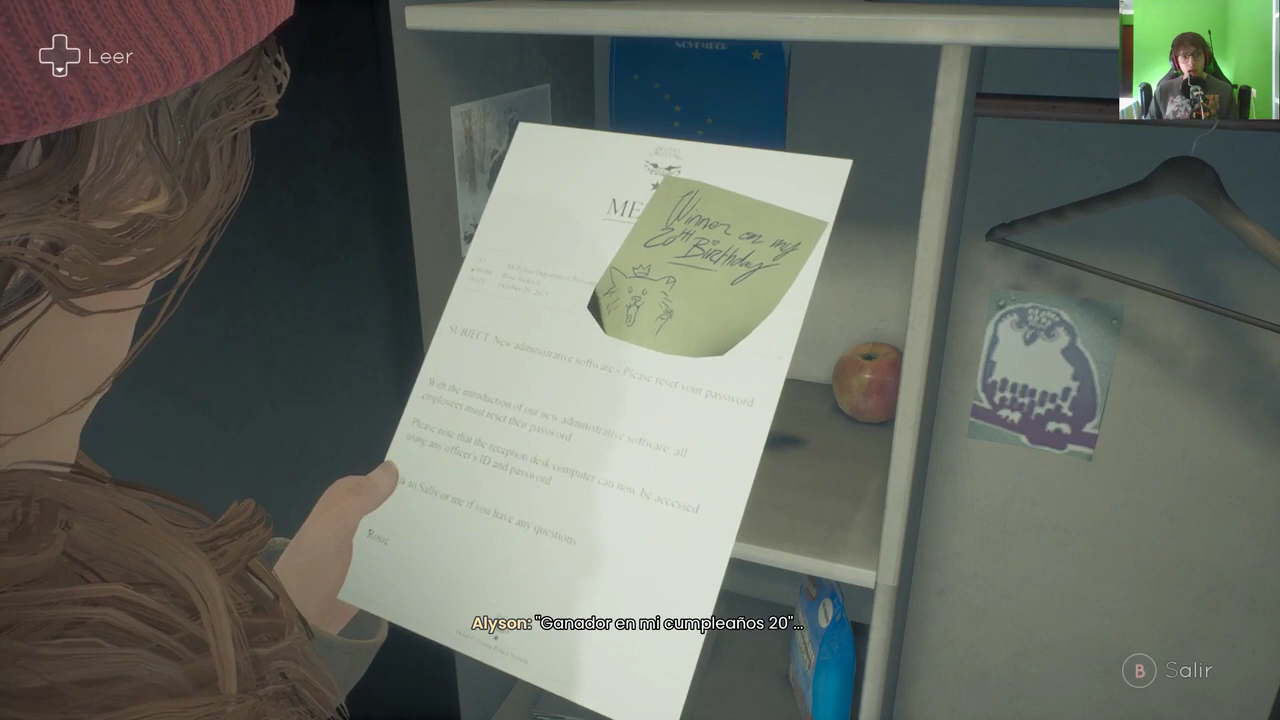 Leer
NOVEMBER
ME
Winner on my
20TH Birthday
SUBJECT: New administrative software - Please reset your password
With the introduction of our new administrative software, all
employees must reset their password
Please note that the reception desk computer can now be accessed
using any officer's ID and password
to Sally or me if you have any questions
Rosie
Alyson: "Ganador en mi cumpleaños 20"...
B Salir